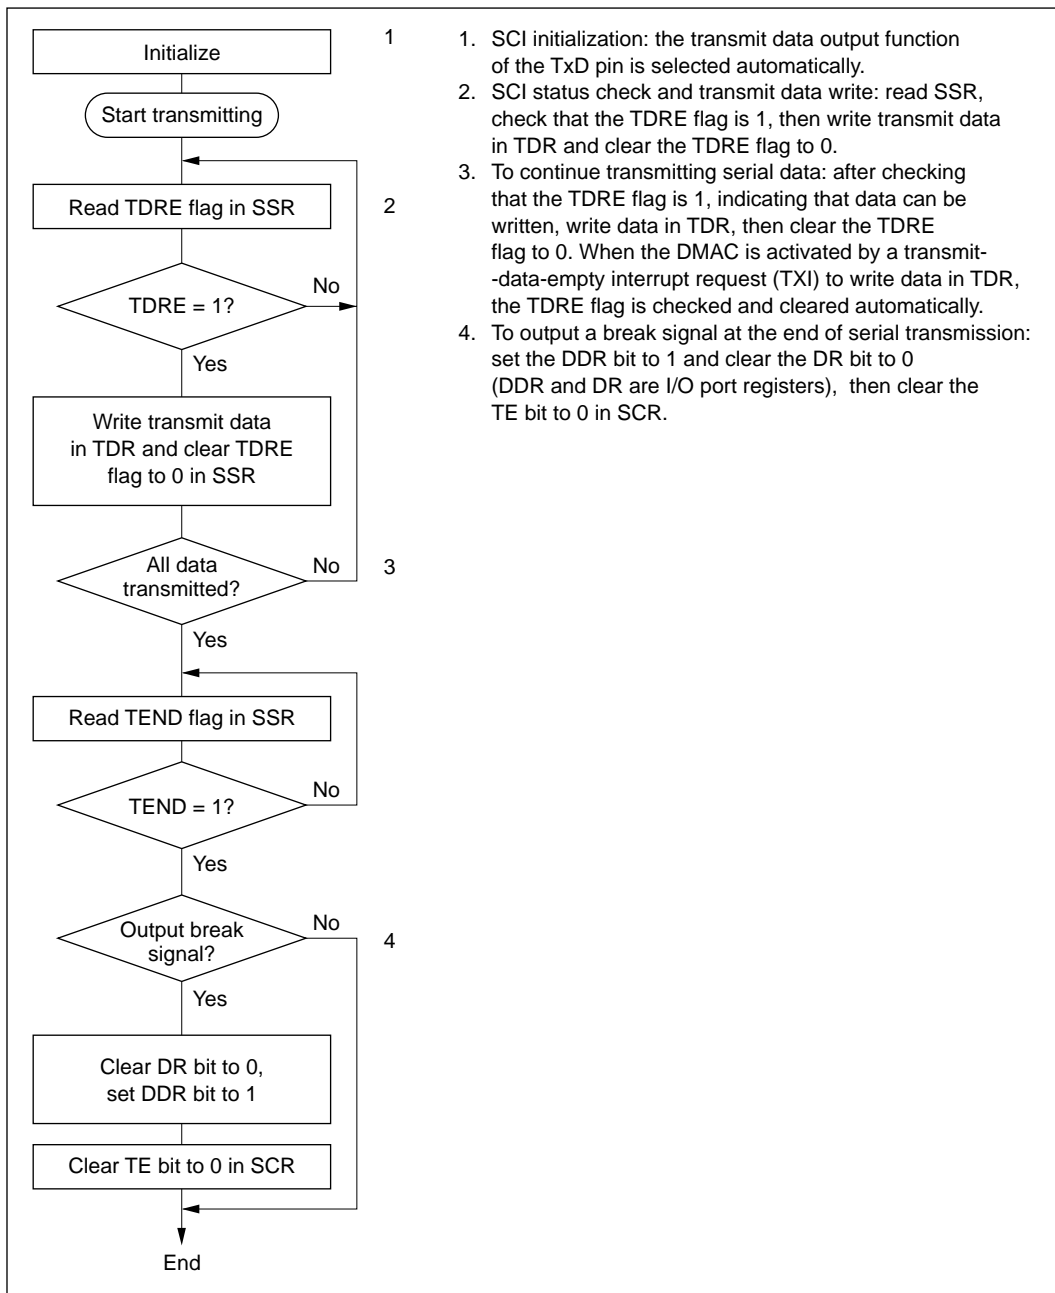 Initialize
1
Start transmitting
Read TDRE flag in SSR
2
TDRE = 1?
No
Yes
Write transmit data
in TDR and clear TDRE
flag to 0 in SSR
All data
transmitted?
No
3
Yes
Read TEND flag in SSR
TEND = 1?
No
Yes
Output break
signal?
No
4
Yes
Clear DR bit to 0,
set DDR bit to 1
Clear TE bit to 0 in SCR
End
1. SCI initialization: the transmit data output function
of the TxD pin is selected automatically.
2. SCI status check and transmit data write: read SSR,
check that the TDRE flag is 1, then write transmit data
in TDR and clear the TDRE flag to 0.
3. To continue transmitting serial data: after checking
that the TDRE flag is 1, indicating that data can be
written, write data in TDR, then clear the TDRE
flag to 0. When the DMAC is activated by a transmit-
-data-empty interrupt request (TXI) to write data in TDR,
the TDRE flag is checked and cleared automatically.
4. To output a break signal at the end of serial transmission:
set the DDR bit to 1 and clear the DR bit to 0
(DDR and DR are I/O port registers), then clear the
TE bit to 0 in SCR.